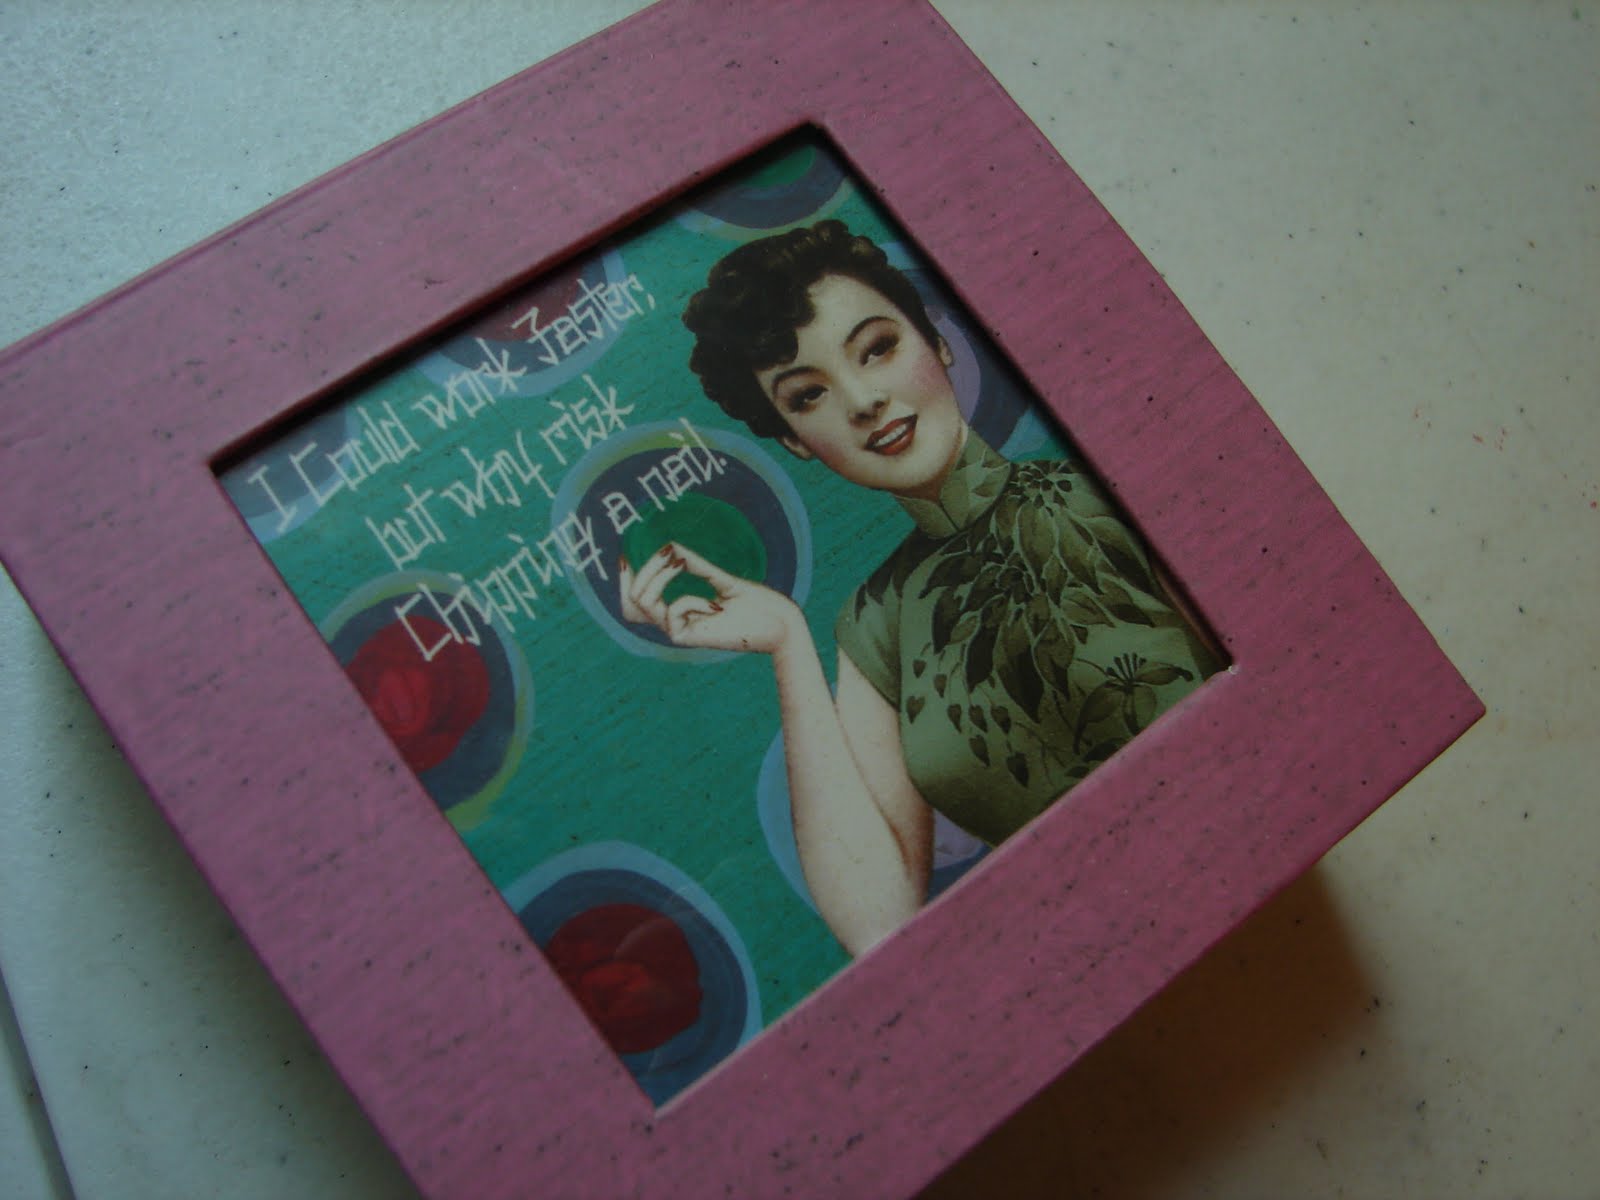 I Could work faster,
but why risk
Chipping a nail.